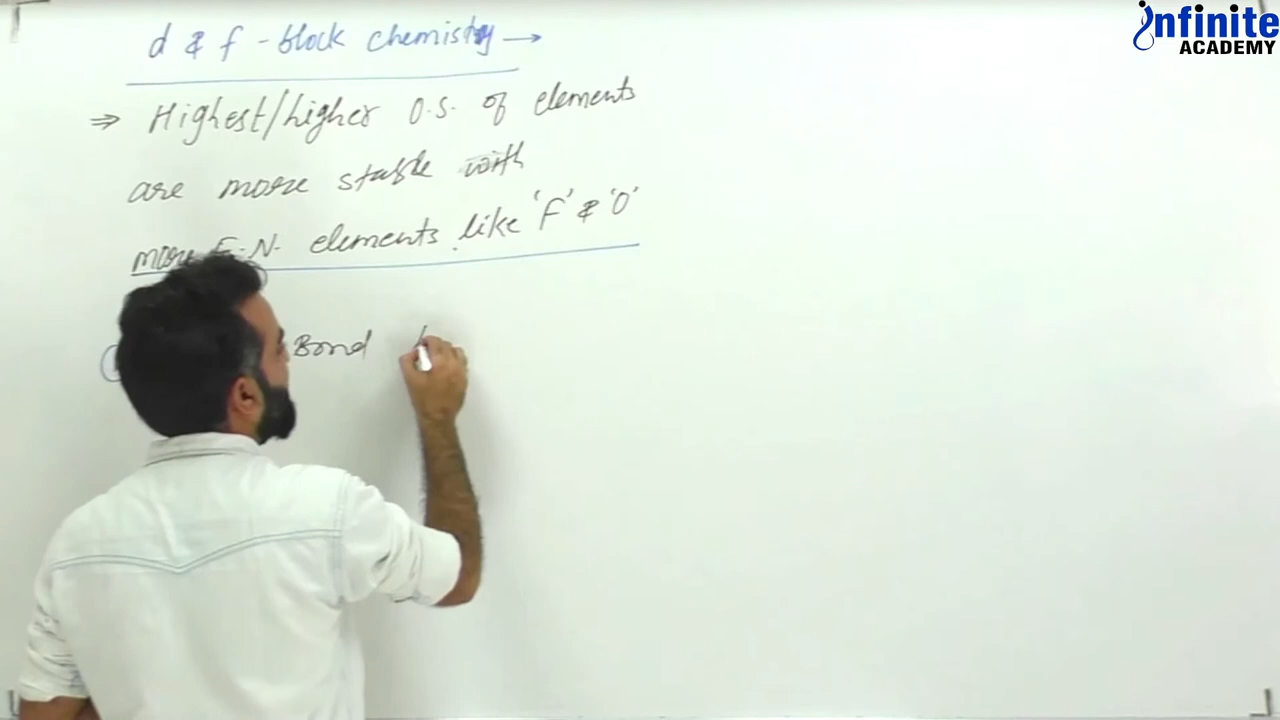 d & f - block chemistry →
⇒ Highest/higher O.S. of elements
are more stable with
more E.N. elements like 'F' & 'O'
Bond
infinite
ACADEMY